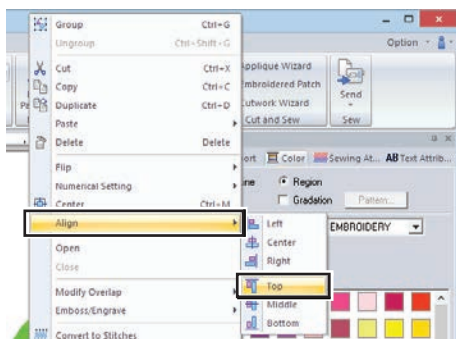 Group Ctrl+G
Ungroup Ctrl+Shift+G
Option
Cut Ctrl+X
Applique Wizard
Copy Ctrl+C
Embroidered Patch
Send
Duplicate Ctrl+D
Cutwork Wizard
Paste
Cut and Sew Sew
Delete Delete
ort Color Sewing At... AB Text Attrib...
Flip
Region
Numerical Setting
Gradation Pattern...
Center Ctrl+M
Align
Left
EMBROIDERY
Center
Open
Right
Close
Top
Modify Overlap
Middle
Emboss/Engrave
Bottom
Convert to Stitches